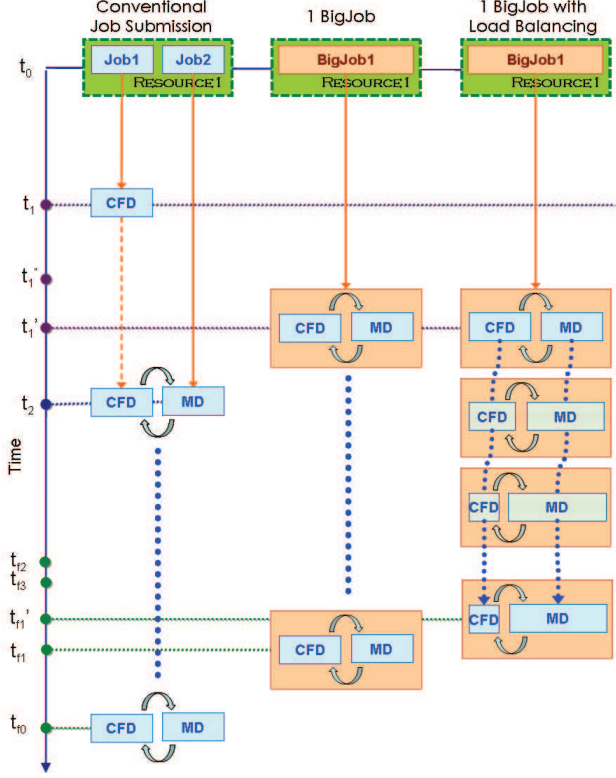 Conventional
Job Submission
1 BigJob
1 BigJob with
Load Balancing
t0
Job1 Job2
RESOURCE1
BigJob1
RESOURCE1
BigJob1
RESOURCE1
t1
CFD
t1"
t1'
CFD MD
CFD MD
t2
CFD MD
CFD MD
Time
CFD MD
tf2
tf3
tf1'
CFD MD
tf1
CFD MD
tf0
CFD MD